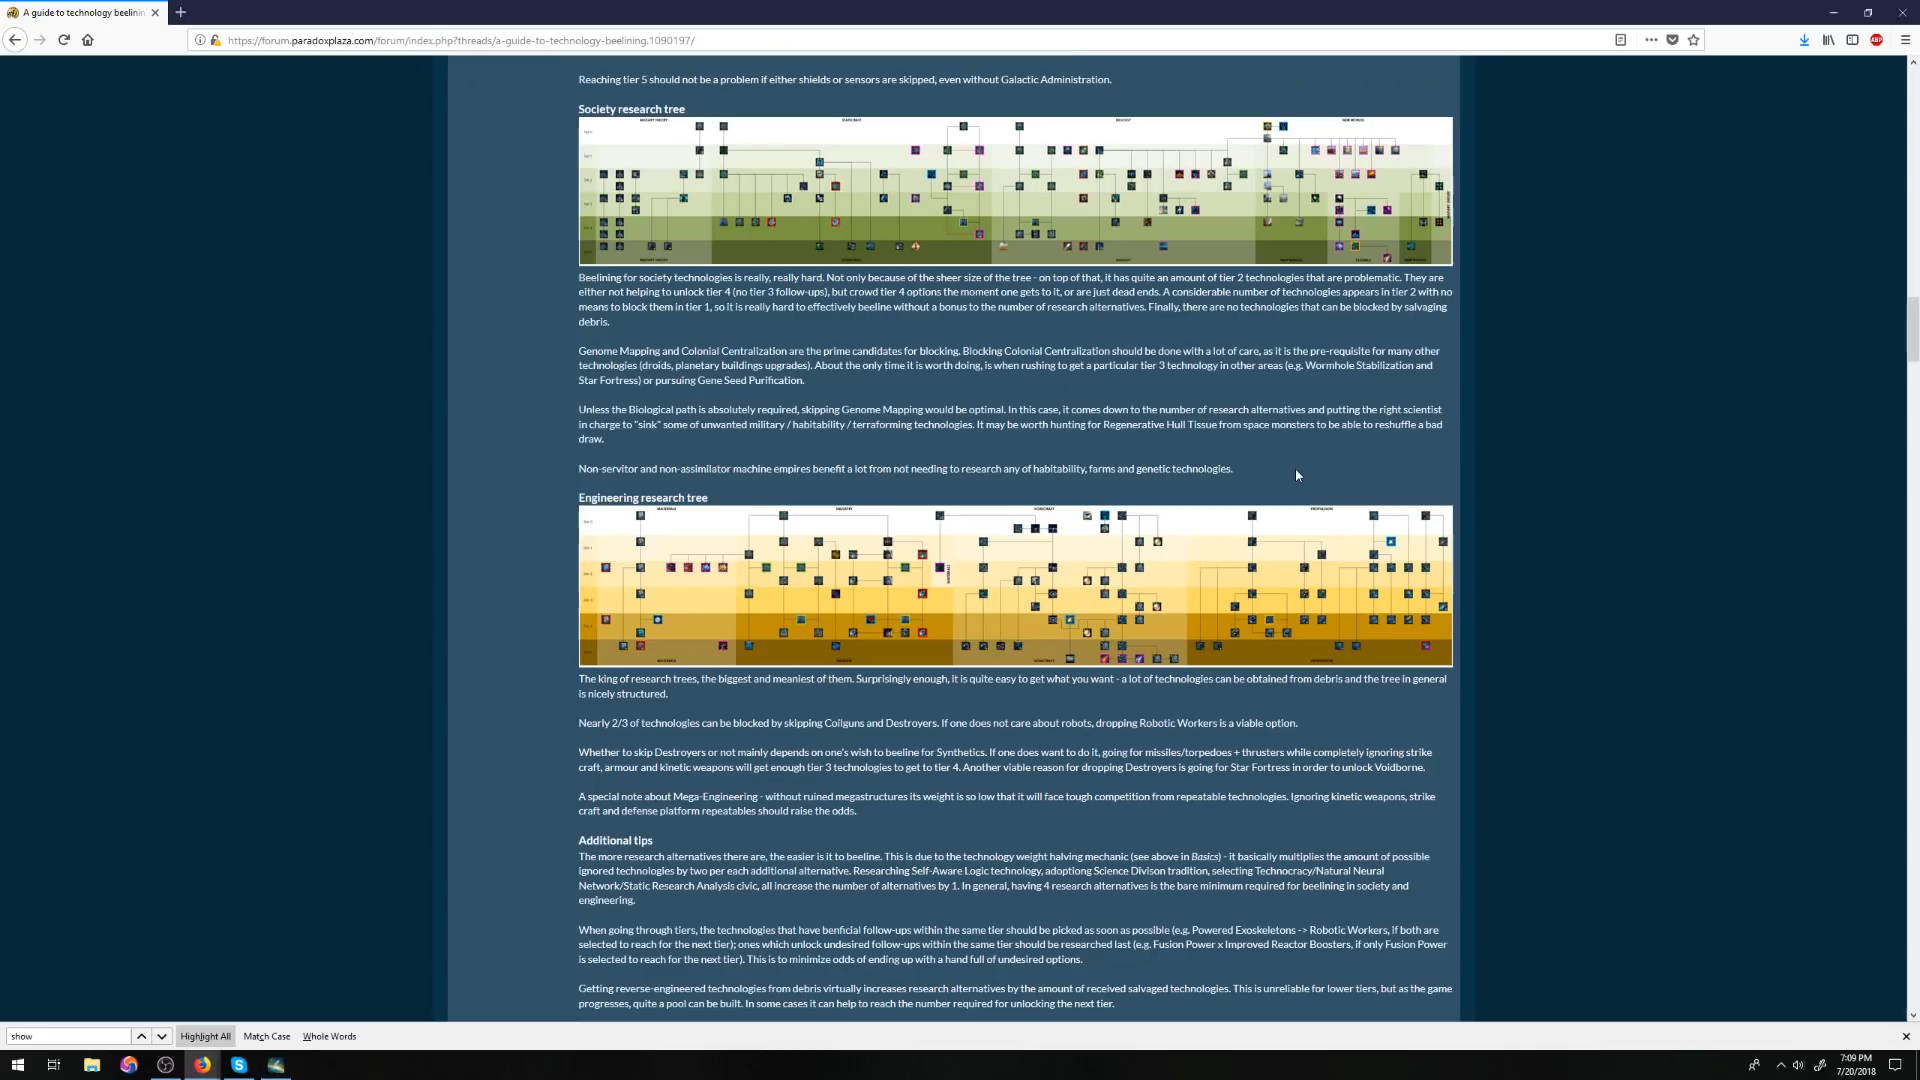 A guide to technology beelinin
https://forum.paradoxplaza.com/forum/index.php?threads/a-guide-to-technology-beelining.1090197/
ABP
Reaching tier 5 should not be a problem if either shields or sensors are skipped, even without Galactic Administration.
Society research tree
Beelining for society technologies is really, really hard. Not only because of the sheer size of the tree - on top of that, it has quite an amount of tier 2 technologies that are problematic. They are
either not helping to unlock tier 4 (no tier 3 follow-ups), but crowd tier 4 options the moment one gets to it, or are just dead ends. A considerable number of technologies appears in tier 2 with no
means to block them in tier 1, so it is really hard to effectively beeline without a bonus to the number of research alternatives. Finally, there are no technologies that can be blocked by salvaging
debris.
Genome Mapping and Colonial Centralization are the prime candidates for blocking. Blocking Colonial Centralization should be done with a lot of care, as it is the pre-requisite for many other
technologies (droids, planetary buildings upgrades). About the only time it is worth doing, is when rushing to get a particular tier 3 technology in other areas (e.g. Wormhole Stabilization and
Star Fortress) or pursuing Gene Seed Purification.
Unless the Biological path is absolutely required, skipping Genome Mapping would be optimal. In this case, it comes down to the number of research alternatives and putting the right scientist
in charge to "sink" some of unwanted military / habitability / terraforming technologies. It may be worth hunting for Regenerative Hull Tissue from space monsters to be able to reshuffle a bad
draw.
Non-servitor and non-assimilator machine empires benefit a lot from not needing to research any of habitability, farms and genetic technologies.
Engineering research tree
The king of research trees, the biggest and meaniest of them. Surprisingly enough, it is quite easy to get what you want - a lot of technologies can be obtained from debris and the tree in general
is nicely structured.
Nearly 2/3 of technologies can be blocked by skipping Coilguns and Destroyers. If one does not care about robots, dropping Robotic Workers is a viable option.
Whether to skip Destroyers or not mainly depends on one's wish to beeline for Synthetics. If one does want to do it, going for missiles/torpedoes + thrusters while completely ignoring strike
craft, armour and kinetic weapons will get enough tier 3 technologies to get to tier 4. Another viable reason for dropping Destroyers is going for Star Fortress in order to unlock Voidborne.
A special note about Mega-Engineering - without ruined megastructures its weight is so low that it will face tough competition from repeatable technologies. Ignoring kinetic weapons, strike
craft and defense platform repeatables should raise the odds.
Additional tips
The more research alternatives there are, the easier is it to beeline. This is due to the technology weight halving mechanic (see above in Basics) - it basically multiplies the amount of possible
ignored technologies by two per each additional alternative. Researching Self-Aware Logic technology, adoptiong Science Divison tradition, selecting Technocracy/Natural Neural
Network/Static Research Analysis civic, all increase the number of alternatives by 1. In general, having 4 research alternatives is the bare minimum required for beelining in society and
engineering.
When going through tiers, the technologies that have benficial follow-ups within the same tier should be picked as soon as possible (e.g. Powered Exoskeletons -> Robotic Workers, if both are
selected to reach for the next tier); ones which unlock undesired follow-ups within the same tier should be researched last (e.g. Fusion Power x Improved Reactor Boosters, if only Fusion Power
is selected to reach for the next tier). This is to minimize odds of ending up with a hand full of undesired options.
Getting reverse-engineered technologies from debris virtually increases research alternatives by the amount of received salvaged technologies. This is unreliable for lower tiers, but as the game
progresses, quite a pool can be built. In some cases it can help to reach the number required for unlocking the next tier.
show Highlight All Match Case Whole Words
7:09 PM
7/20/2018